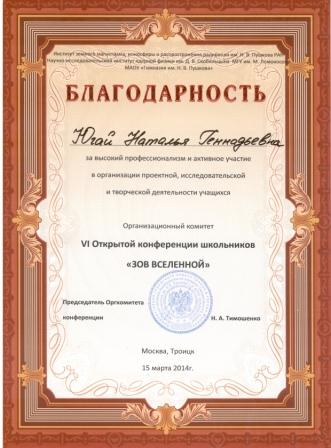 Институт земного магнетизма, ионосферы и распространения радиоволн им. Н. В. Пушкова РАН
Научно-исследовательский институт ядерной физики им. Д. В. Скобельцына МГУ им. М. Ломоносова
МАОУ «Гимназия им. Н. В. Пушкова»
БЛАГОДАРНОСТЬ
Югай Наталья Геннадьевна
за высокий профессионализм и активное участие
в организации проектной, исследовательской
и творческой деятельности учащихся
Организационный комитет
VI Открытой конференции школьников
«ЗОВ ВСЕЛЕННОЙ»
Председатель Оргкомитета
конференции Н. А. Тимошенко
Москва, Троицк
15 марта 2014г.